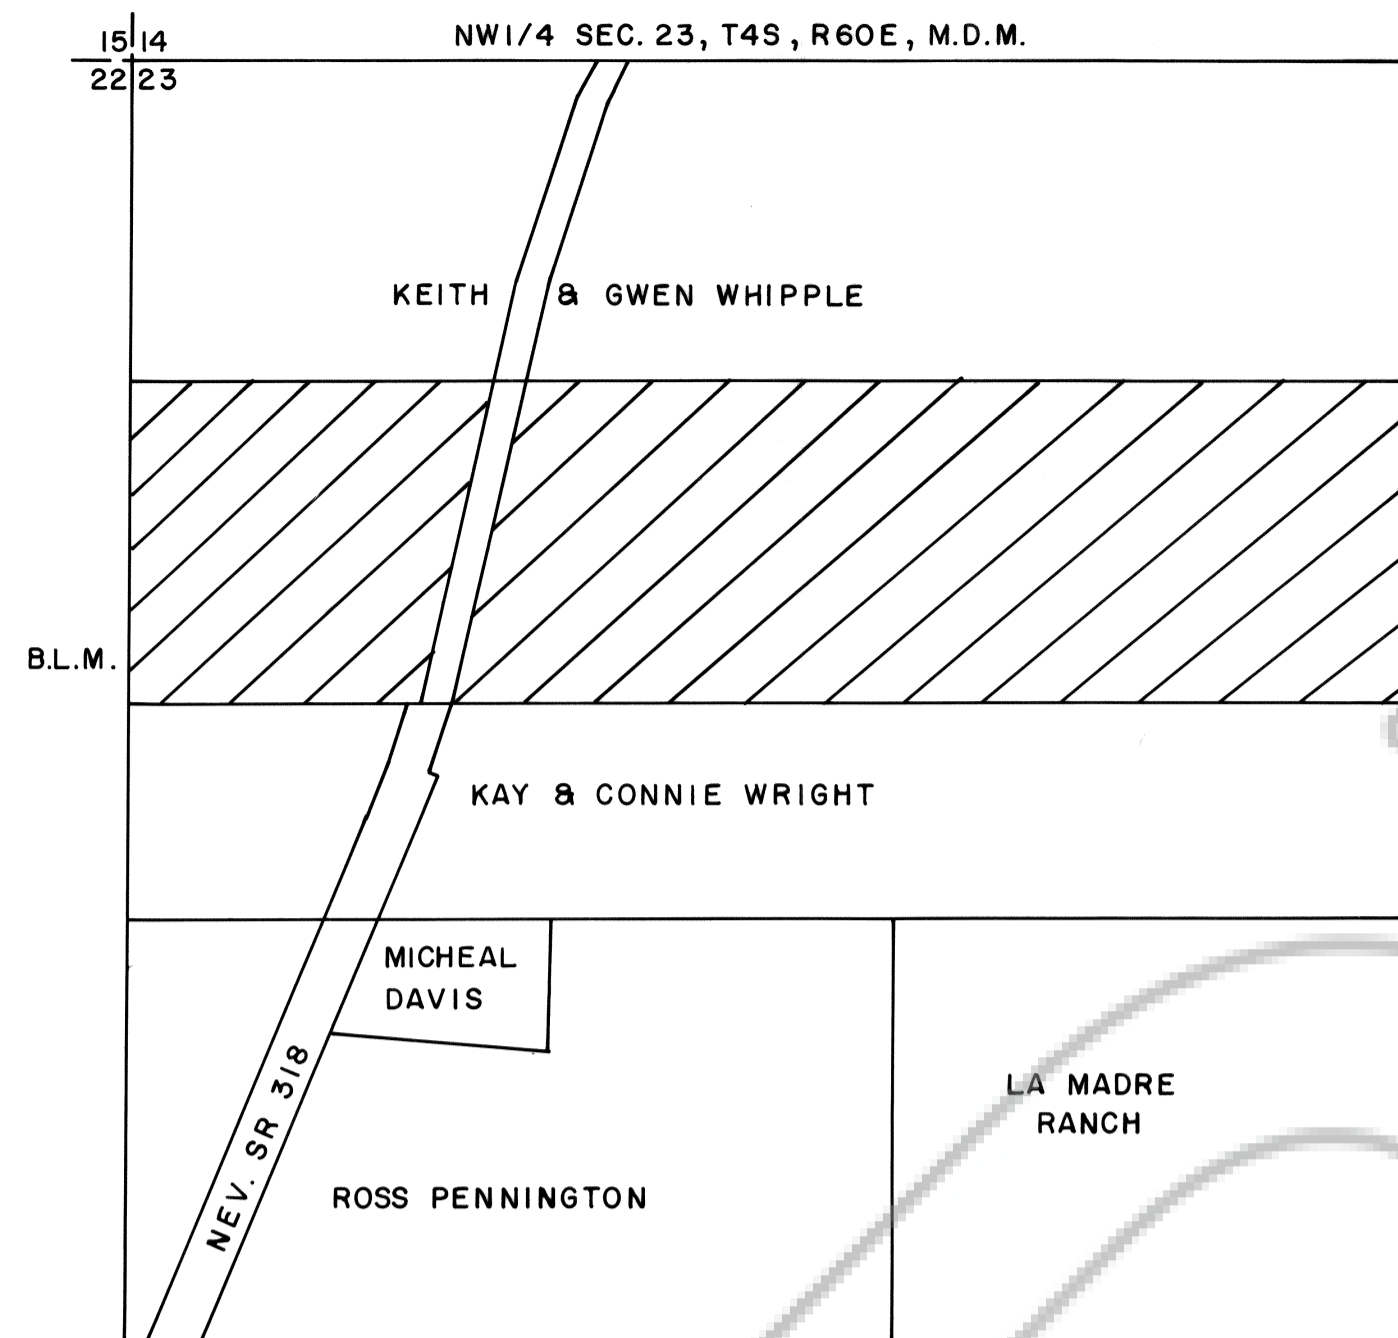 15 14
NW1/4 SEC. 23, T4S, R60E, M.D.M.
22 23
KEITH & GWEN WHIPPLE
B.L.M.
KAY & CONNIE WRIGHT
MICHEAL
DAVIS
NEV. SR 318
LA MADRE
RANCH
ROSS PENNINGTON